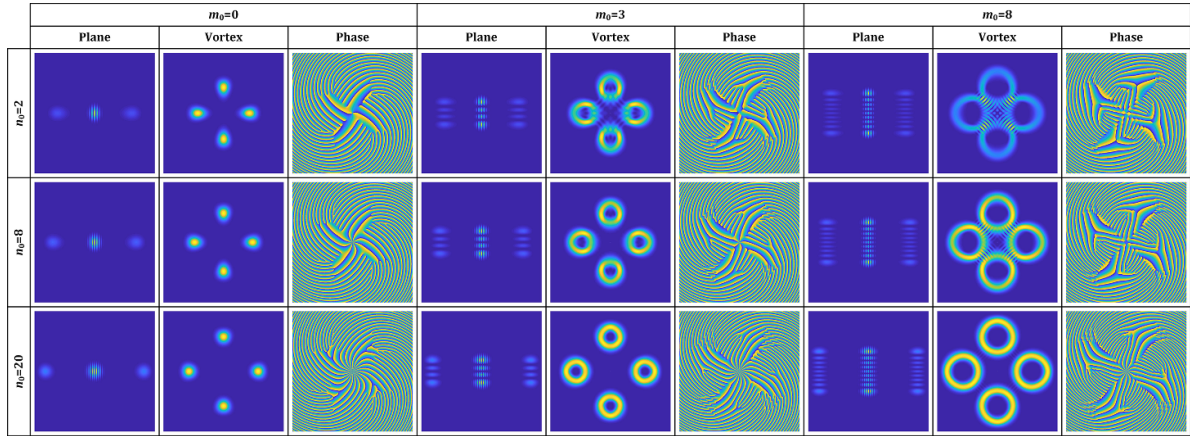 m₀=0 m₀=3 m₀=8
Plane Vortex Phase Plane Vortex Phase Plane Vortex Phase
n₀=2
n₀=8
n₀=20